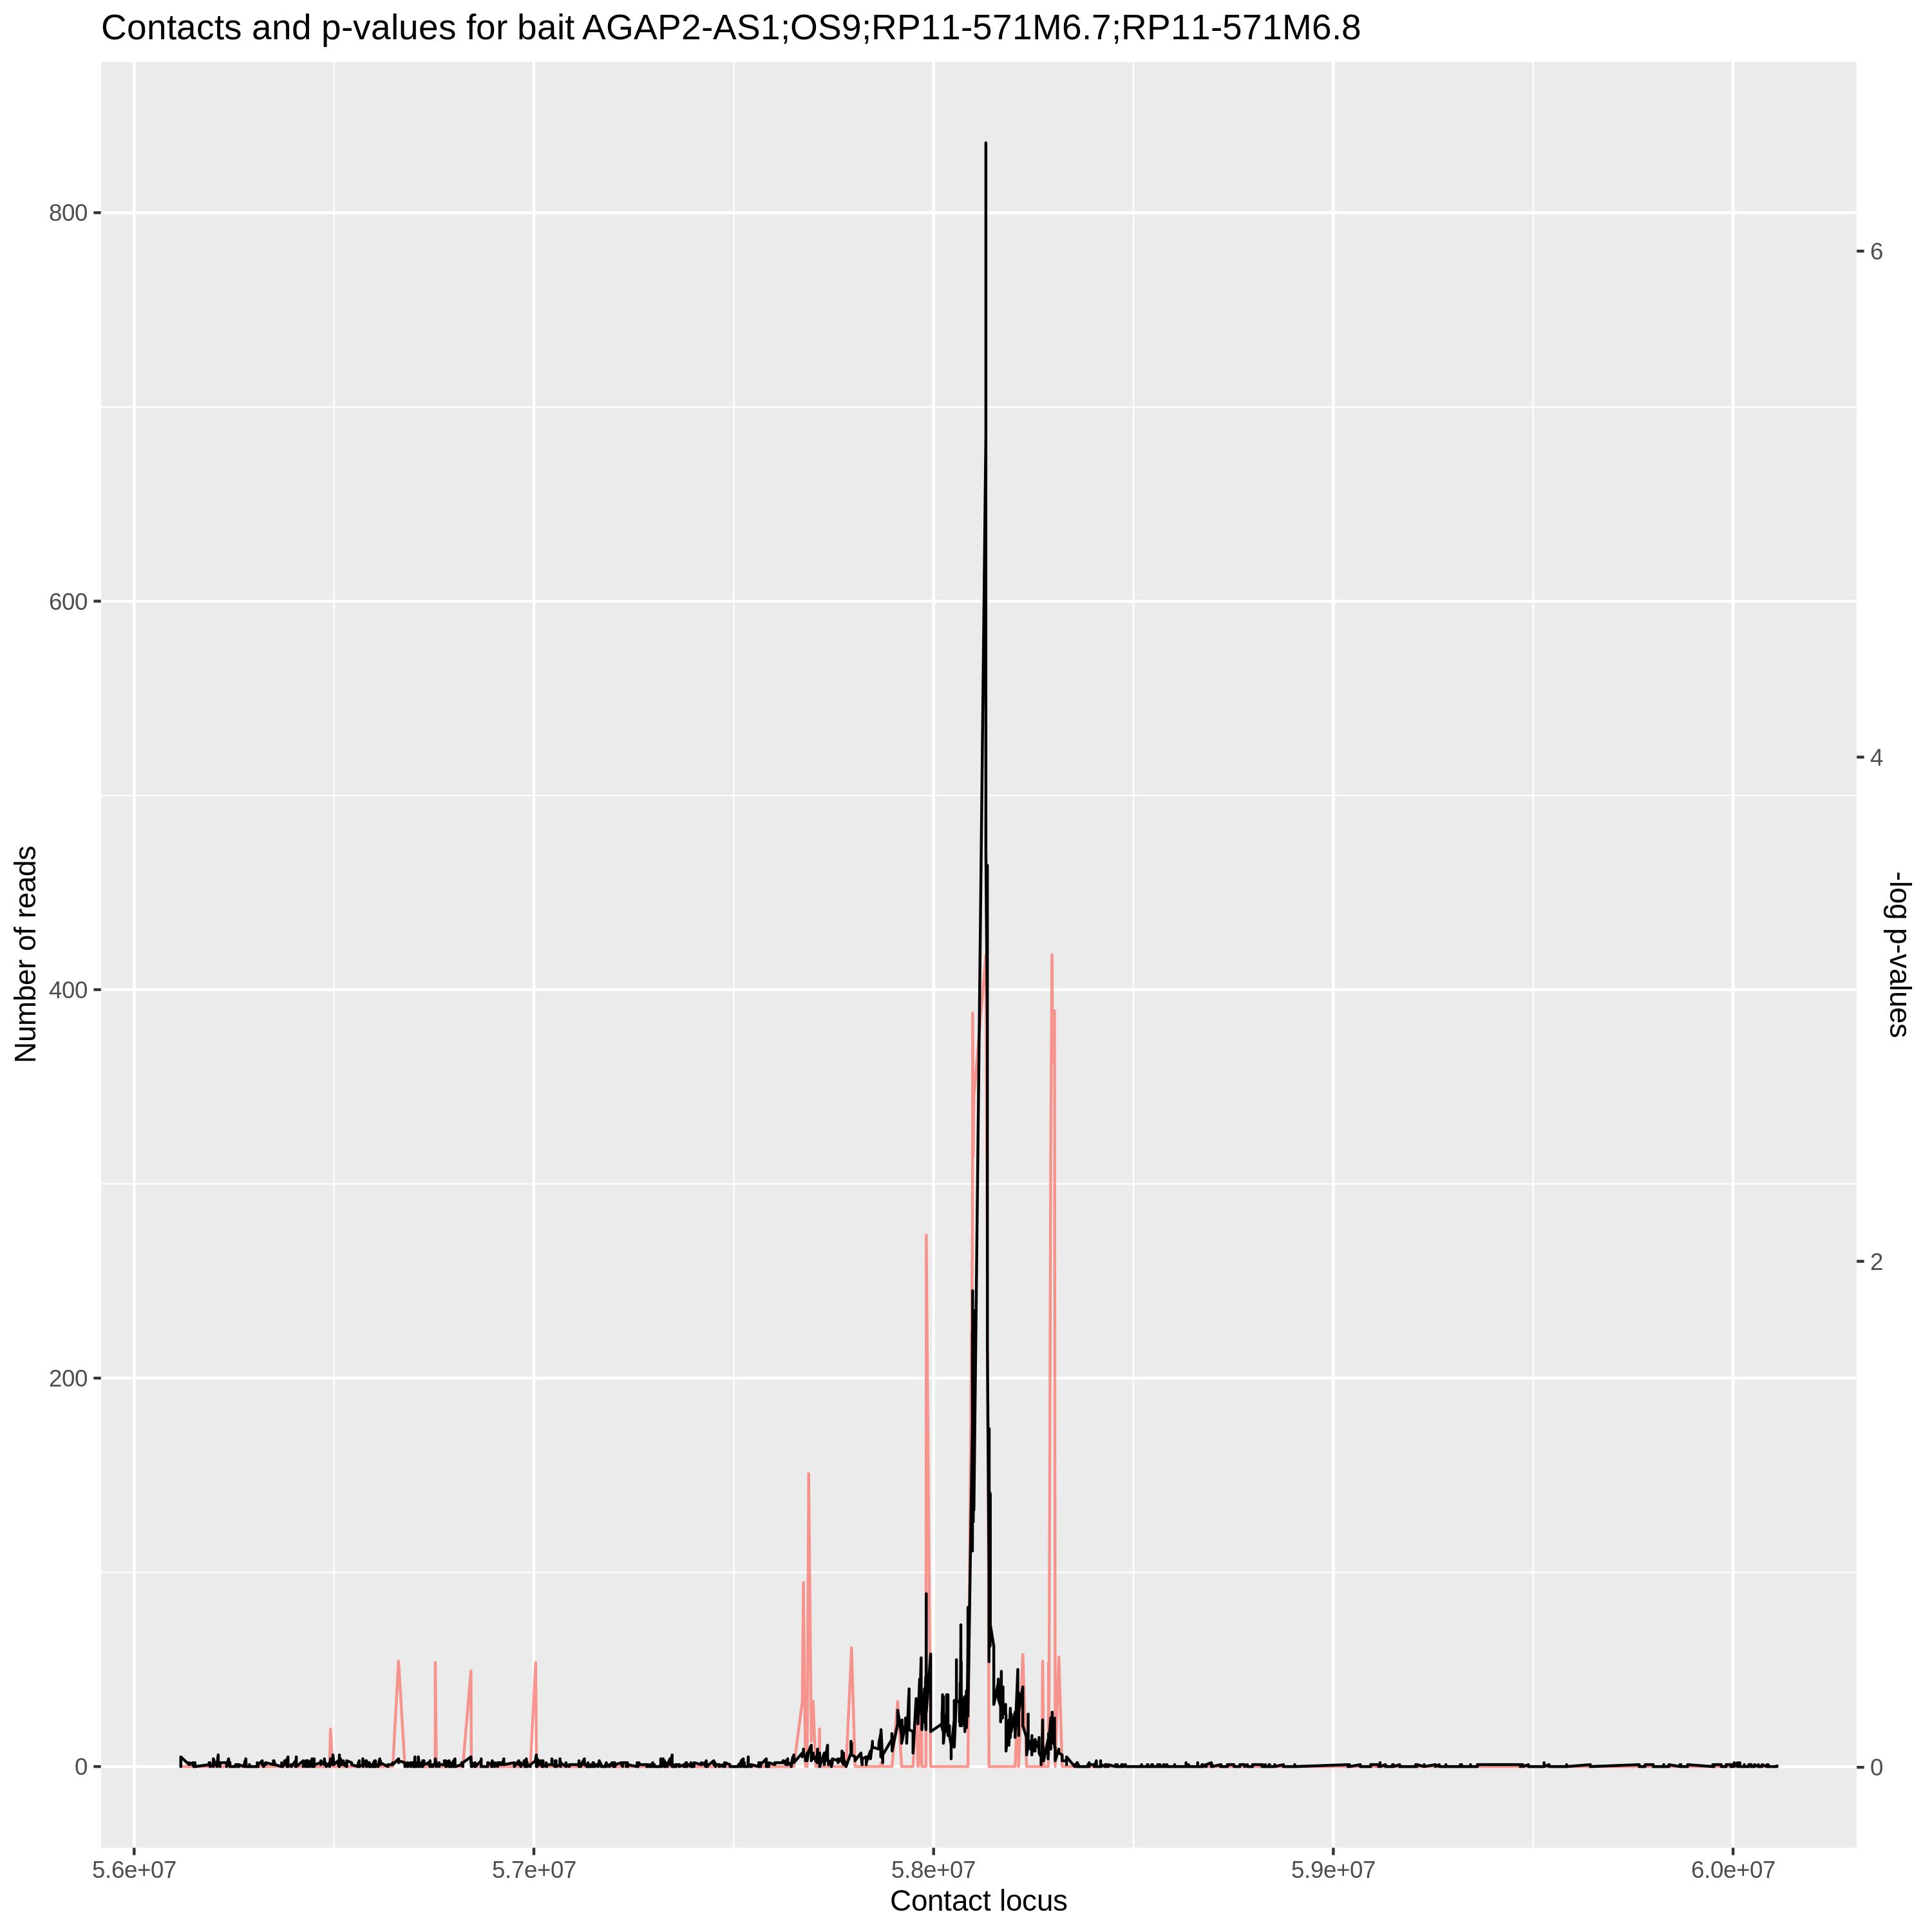 Contacts and p-values for bait AGAP2-AS1;OS9;RP11-571M6.7;RP11-571M6.8
800
600
400
200
0
Number of reads
6
4
2
0
-log p-values
5.6e+07
5.7e+07
5.8e+07
5.9e+07
6.0e+07
Contact locus